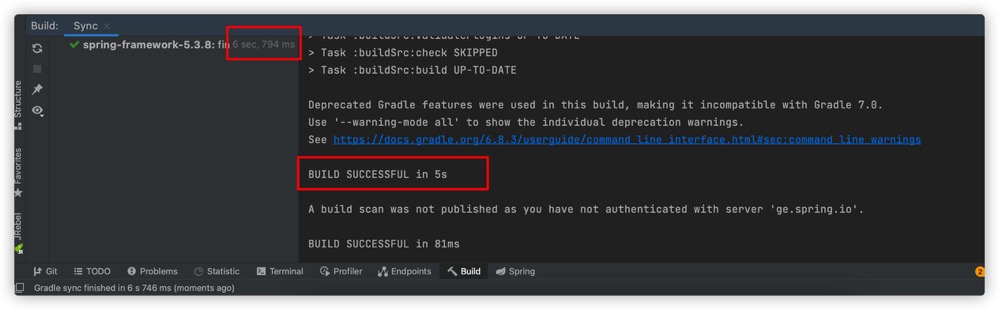 Build: Sync ×
spring-framework-5.3.8: fin 6 sec, 794 ms
> Task :buildSrc:validatePlugins UP-TO-DATE
> Task :buildSrc:check SKIPPED
> Task :buildSrc:build UP-TO-DATE
Deprecated Gradle features were used in this build, making it incompatible with Gradle 7.0.
Use '--warning-mode all' to show the individual deprecation warnings.
See https://docs.gradle.org/6.8.3/userguide/command_line_interface.html#sec:command_line_warnings
BUILD SUCCESSFUL in 5s
A build scan was not published as you have not authenticated with server 'ge.spring.io'.
BUILD SUCCESSFUL in 81ms
Structure
Favorites
JRebel
Git TODO Problems Statistic Terminal Profiler Endpoints Build Spring 2
Gradle sync finished in 6 s 746 ms (moments ago)